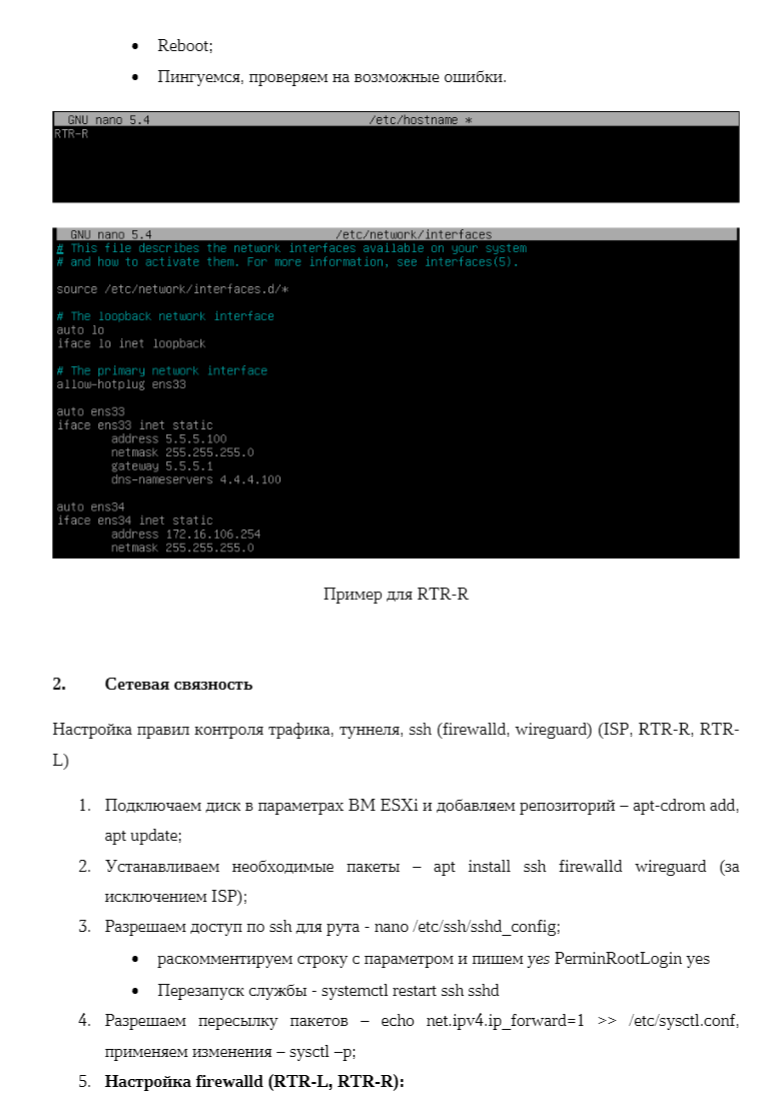 • Reboot;
• Пингуемся, проверяем на возможные ошибки.
GNU nano 5.4 /etc/hostname *
RTR-R
GNU nano 5.4 /etc/network/interfaces
# This file describes the network interfaces available on your system
# and how to activate them. For more information, see interfaces(5).
source /etc/network/interfaces.d/*
# The loopback network interface
auto lo
iface lo inet loopback
# The primary network interface
allow-hotplug ens33
auto ens33
iface ens33 inet static
address 5.5.5.100
netmask 255.255.255.0
gateway 5.5.5.1
dns-nameservers 4.4.4.100
auto ens34
iface ens34 inet static
address 172.16.106.254
netmask 255.255.255.0
Пример для RTR-R
2. Сетевая связность
Настройка правил контроля трафика, туннеля, ssh (firewalld, wireguard) (ISP, RTR-R, RTR-
L)
1. Подключаем диск в параметрах ВМ ESXi и добавляем репозиторий – apt-cdrom add,
apt update;
2. Устанавливаем необходимые пакеты – apt install ssh firewalld wireguard (за
исключением ISP);
3. Разрешаем доступ по ssh для рута - nano /etc/ssh/sshd_config;
• раскомментируем строку с параметром и пишем yes PerminRootLogin yes
• Перезапуск службы - systemctl restart ssh sshd
4. Разрешаем пересылку пакетов – echo net.ipv4.ip_forward=1 >> /etc/sysctl.conf,
применяем изменения – sysctl –p;
5. Настройка firewalld (RTR-L, RTR-R):